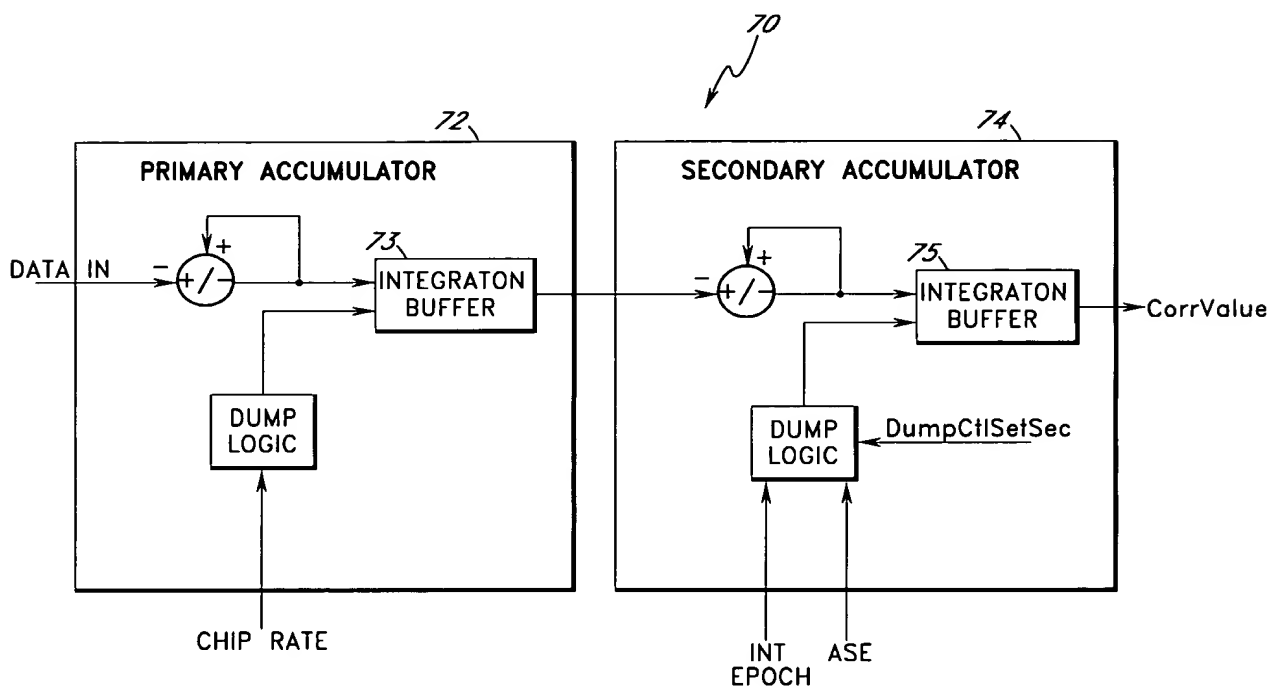 70
72
PRIMARY ACCUMULATOR
DATA IN
−
+
+/−
73
INTEGRATON
BUFFER
DUMP
LOGIC
CHIP RATE
74
SECONDARY ACCUMULATOR
−
+
+/−
75
INTEGRATON
BUFFER
CorrValue
DUMP
LOGIC
DumpCtlSetSec
INT
EPOCH
ASE